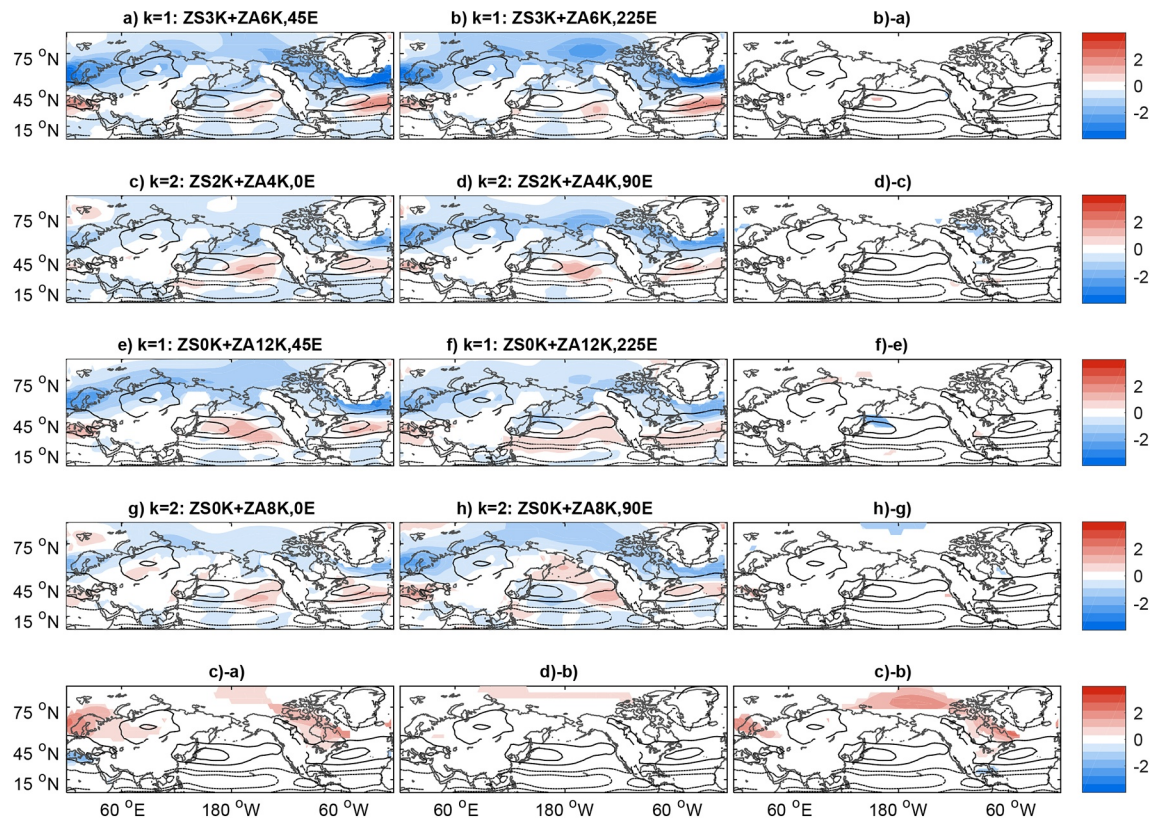 a) k=1: ZS3K+ZA6K,45E b) k=1: ZS3K+ZA6K,225E b)-a)
75 °N
45 °N
15 °N
2
0
-2
c) k=2: ZS2K+ZA4K,0E d) k=2: ZS2K+ZA4K,90E d)-c)
75 °N
45 °N
15 °N
2
0
-2
e) k=1: ZS0K+ZA12K,45E f) k=1: ZS0K+ZA12K,225E f)-e)
75 °N
45 °N
15 °N
2
0
-2
g) k=2: ZS0K+ZA8K,0E h) k=2: ZS0K+ZA8K,90E h)-g)
75 °N
45 °N
15 °N
2
0
-2
c)-a) d)-b) c)-b)
75 °N
45 °N
15 °N
2
0
-2
60 °E 180 °W 60 °W 60 °E 180 °W 60 °W 60 °E 180 °W 60 °W